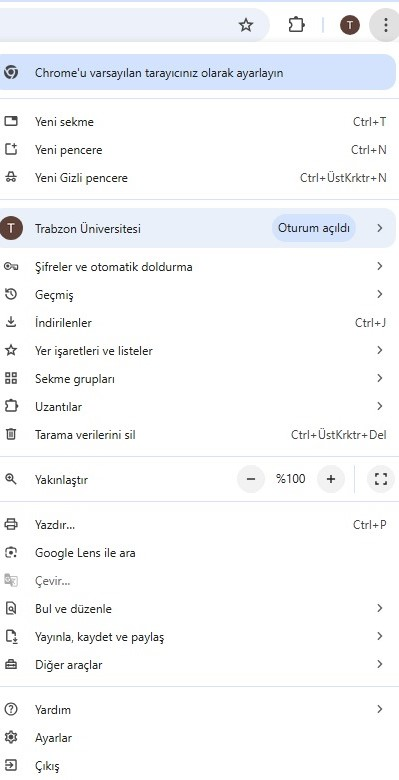 T
Chrome'u varsayılan tarayıcınız olarak ayarlayın
Yeni sekme Ctrl+T
Yeni pencere Ctrl+N
Yeni Gizli pencere Ctrl+ÜstKrktr+N
T Trabzon Üniversitesi Oturum açıldı
Şifreler ve otomatik doldurma
Geçmiş
İndirilenler Ctrl+J
Yer işaretleri ve listeler
Sekme grupları
Uzantılar
Tarama verilerini sil Ctrl+ÜstKrktr+Del
Yakınlaştır − %100 +
Yazdır... Ctrl+P
Google Lens ile ara
Çevir...
Bul ve düzenle
Yayınla, kaydet ve paylaş
Diğer araçlar
Yardım
Ayarlar
Çıkış